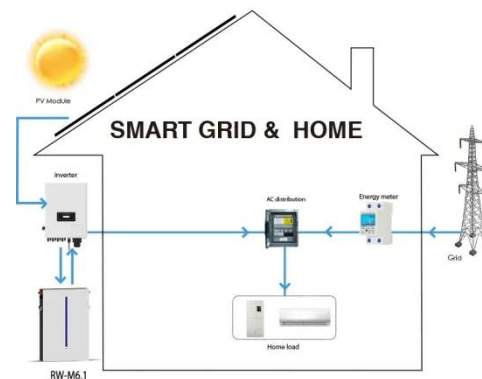 PV Module
SMART GRID & HOME
inverter
AC distribution
Energy meter
Grid
Home load
RW-M6.1